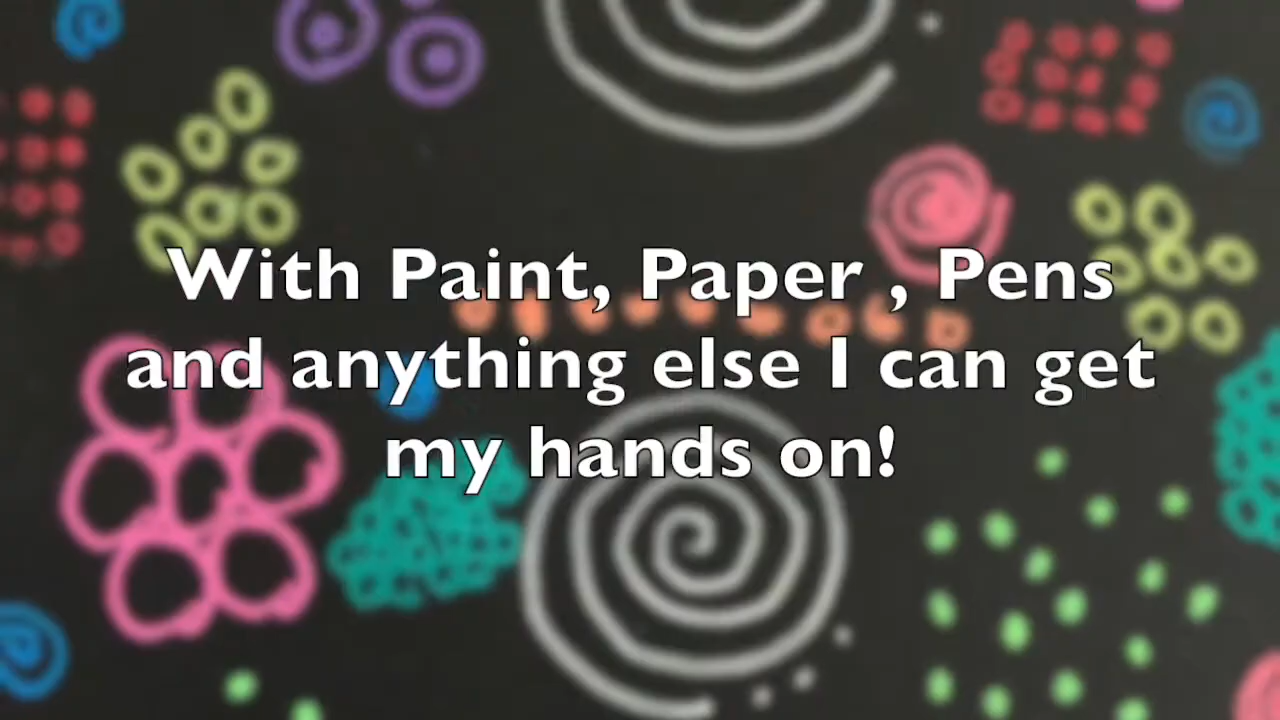 With Paint, Paper , Pens
and anything else I can get
my hands on!